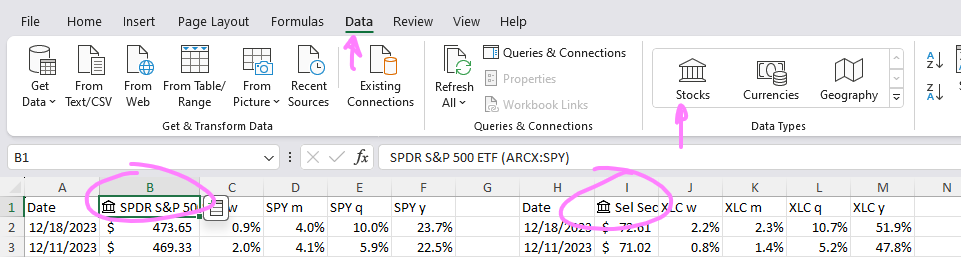 File Insert Page Layout Formulas Data Review View Help
Get Data From Text/CSV From Web From Table/ Range From Picture Recent Sources Existing Connections
Get & Transform Data
Refresh All Queries & Connections Properties Workbook Links
Queries & Connections
Stocks Currencies Geography
Data Types
B1 fx SPDR S&P 500 ETF (ARCX:SPY)
A B C D E F G H I J K L M N
1 Date SPDR S&P 50 w SPY m SPY q SPY y Date Sel Sec XLC w XLC m XLC q XLC y
2 12/18/2023 $ 473.65 0.9% 4.0% 10.0% 23.7% 12/18/2023 $ 72.61 2.2% 2.3% 10.7% 51.9%
3 12/11/2023 $ 469.33 2.0% 4.1% 5.9% 22.5% 12/11/2023 $ 71.02 0.8% 1.4% 5.2% 47.8%